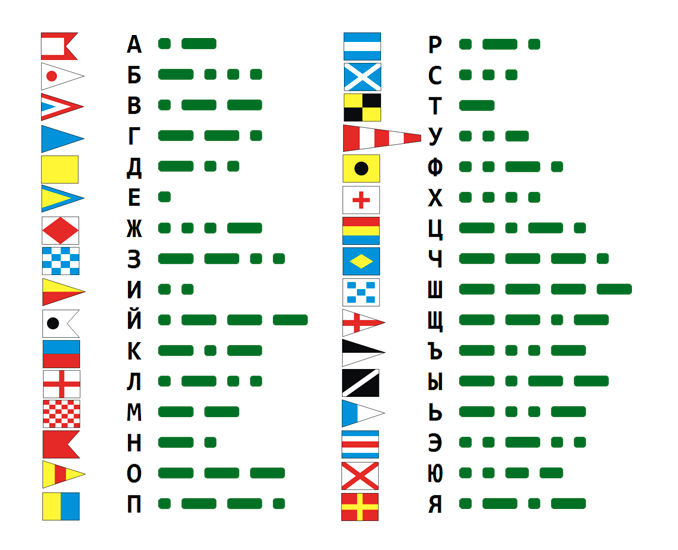 А
Б
В
Г
Д
Е
Ж
З
И
Й
К
Л
М
Н
О
П
Р
С
Т
У
Ф
Х
Ц
Ч
Ш
Щ
Ъ
Ы
Ь
Э
Ю
Я